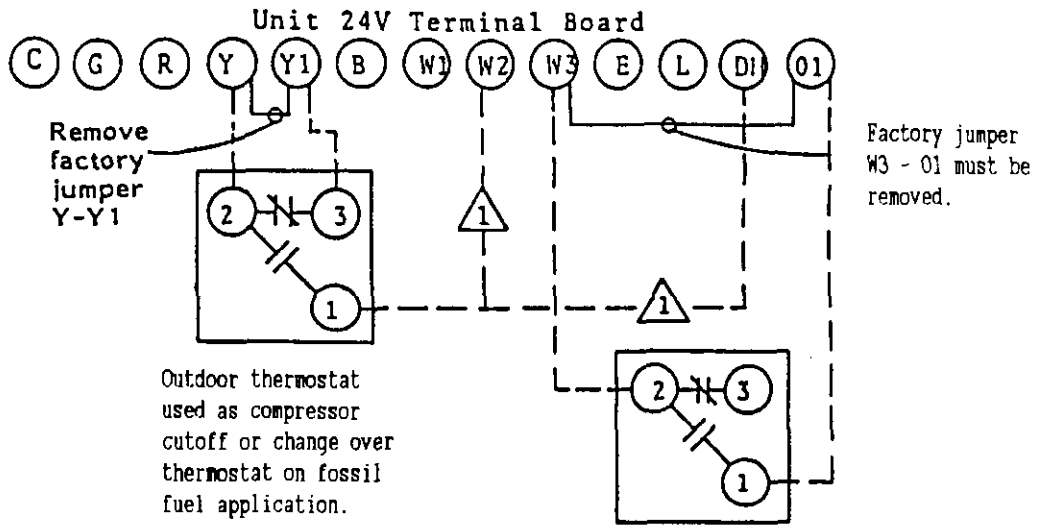 Unit 24V Terminal Board
C G R Y Y1 B W1 W2 W3 E L D1 01
Remove
factory
jumper
Y-Y1
Factory jumper
W3 - 01 must be
removed.
2 3
1
1
1
2 3
1
Outdoor thermostat
used as compressor
cutoff or change over
thermostat on fossil
fuel application.